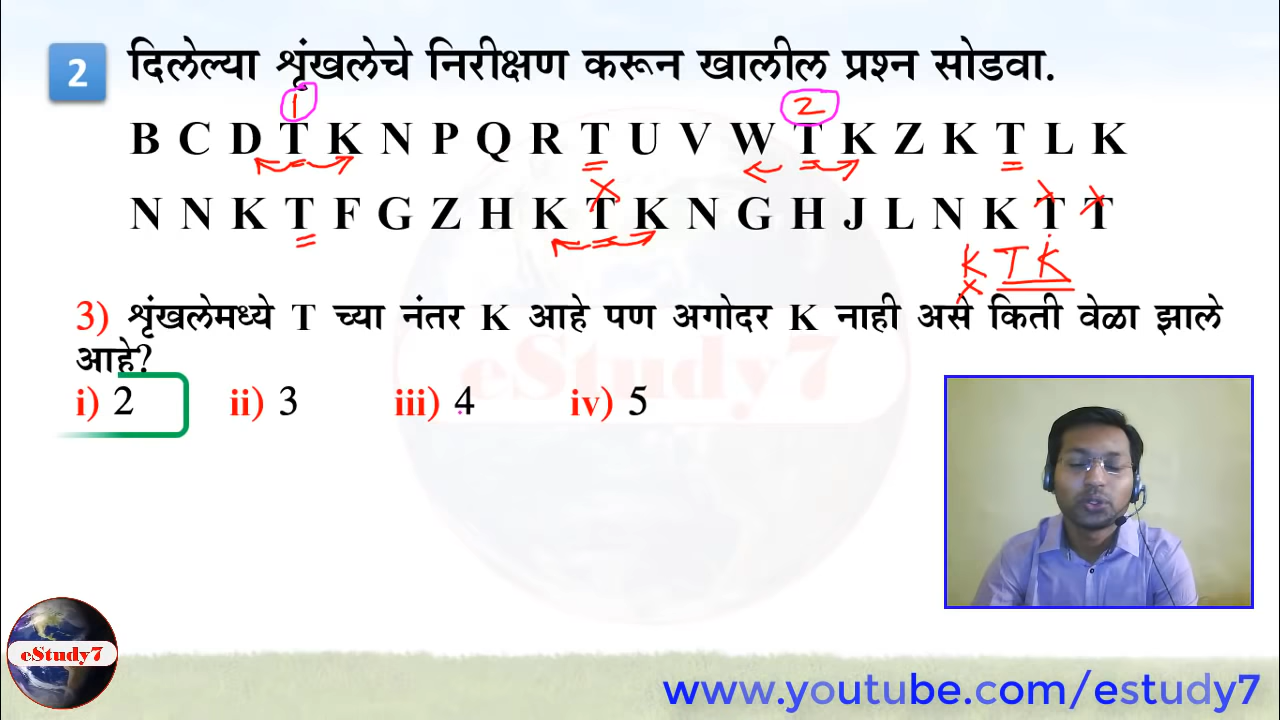 2 दिलेल्या शृंखलेचे निरीक्षण करून खालील प्रश्न सोडवा.
1 2
B C D T K N P Q R T U V W T K Z K T L K
N N K T F G Z H K T K N G H J L N K T T
K T K
3) शृंखलेमध्ये T च्या नंतर K आहे पण अगोदर K नाही असे किती वेळा झाले
आहे?
i) 2 ii) 3 iii) 4 iv) 5
eStudy7
eStudy7
www.youtube.com/estudy7